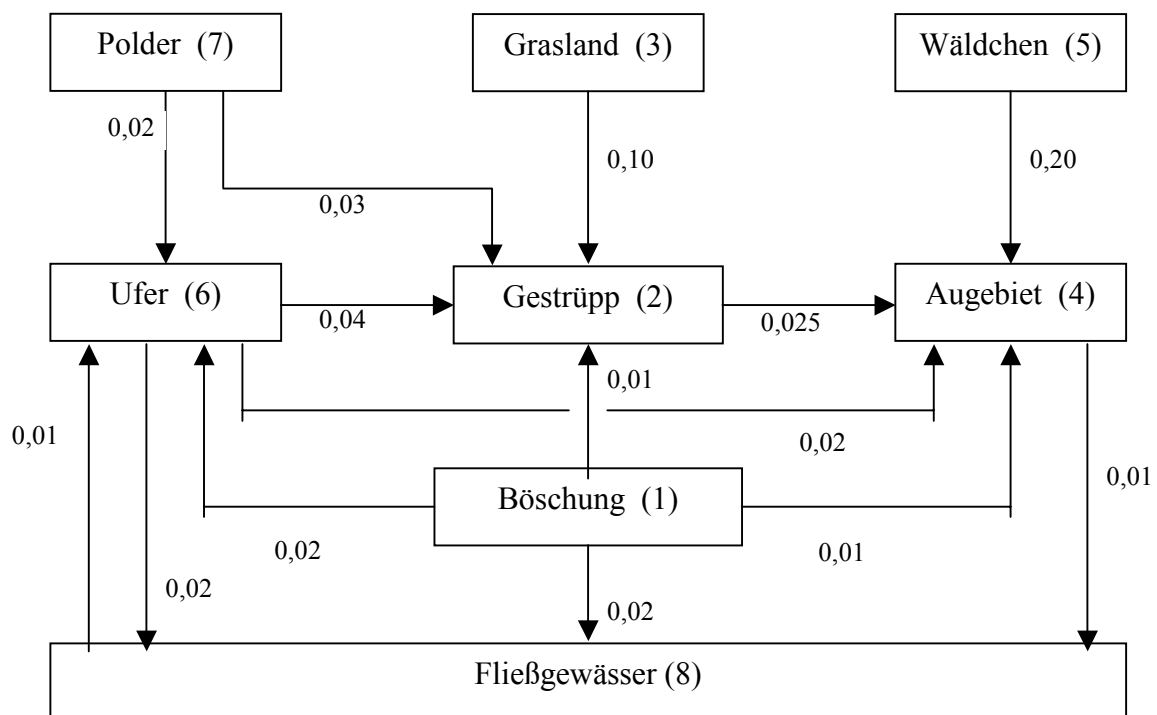 Polder (7) Grasland (3) Wäldchen (5)
0,02 0,10 0,20
0,03
Ufer (6) Gestrüpp (2) Augebiet (4)
0,04 0,025
0,01
0,01 0,02 0,01
Böschung (1)
0,02 0,01
0,02 0,02
Fließgewässer (8)